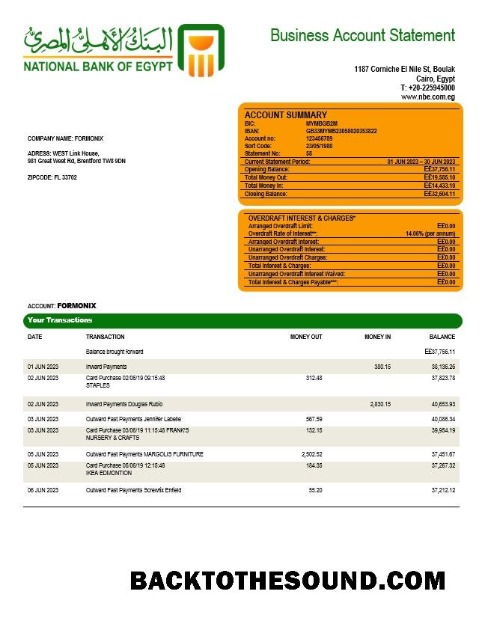 البنك الأهلي المصري
NATIONAL BANK OF EGYPT
Business Account Statement
1187 Corniche El Nile St, Boulak
Cairo, Egypt
T: +20-225945000
www.nbe.com.eg
COMPANY NAME: FORMONIX
ADRESS: WEST Link House,
981 Great West Rd, Brentford TW8 9DN
ZIPCODE: FL 33702
ACCOUNT SUMMARY
BIC: MYMBGB2M
IBAN:
Account no: 123456789
Sort Code:
Statement No: 58
Current Statement Period: 01 JUN 2023 – 30 JUN 2023
Opening Balance: E£37,756.11
Total Money Out: E£19,585.10
Total Money In: E£14,433.10
Closing Balance: E£32,604.11
OVERDRAFT INTEREST & CHARGES*
Arranged Overdraft Limit: E£0.00
Overdraft Rate of Interest**: 14.06% (per annum)
Arranged Overdraft Interest: E£0.00
Unarranged Overdraft Interest: E£0.00
Unarranged Overdraft Charges: E£0.00
Total Interest & Charges: E£0.00
Unarranged Overdraft Interest Waived: E£0.00
Total Interest & Charges Payable***: E£0.00
ACCOUNT: FORMONIX
Your Transactions
DATE TRANSACTION MONEY OUT MONEY IN BALANCE
Balance brought forward E£37,756.11
01 JUN 2023 Inward Payments 380.15 38,136.26
02 JUN 2023 Card Purchase 02/06/19 09:15:48 312.48 37,823.78
STAPLES
02 JUN 2023 Inward Payments Douglas Rubio 2,830.15 40,653.93
03 JUN 2023 Outward Fast Payments Jennifer Labelle 567.59 40,086.34
03 JUN 2023 Card Purchase 03/06/19 11:15:48 FRANKS 132.15 39,954.19
NURSERY & CRAFTS
05 JUN 2023 Outward Fast Payments MARGOLIS FURNITURE 2,502.52 37,451.67
06 JUN 2023 Card Purchase 06/06/19 12:15:48 184.35 37,267.32
IKEA EDMONTION
06 JUN 2023 Outward Fast Payments Screwfix Enfield 55.20 37,212.12
BACKTOTHESOUND.COM